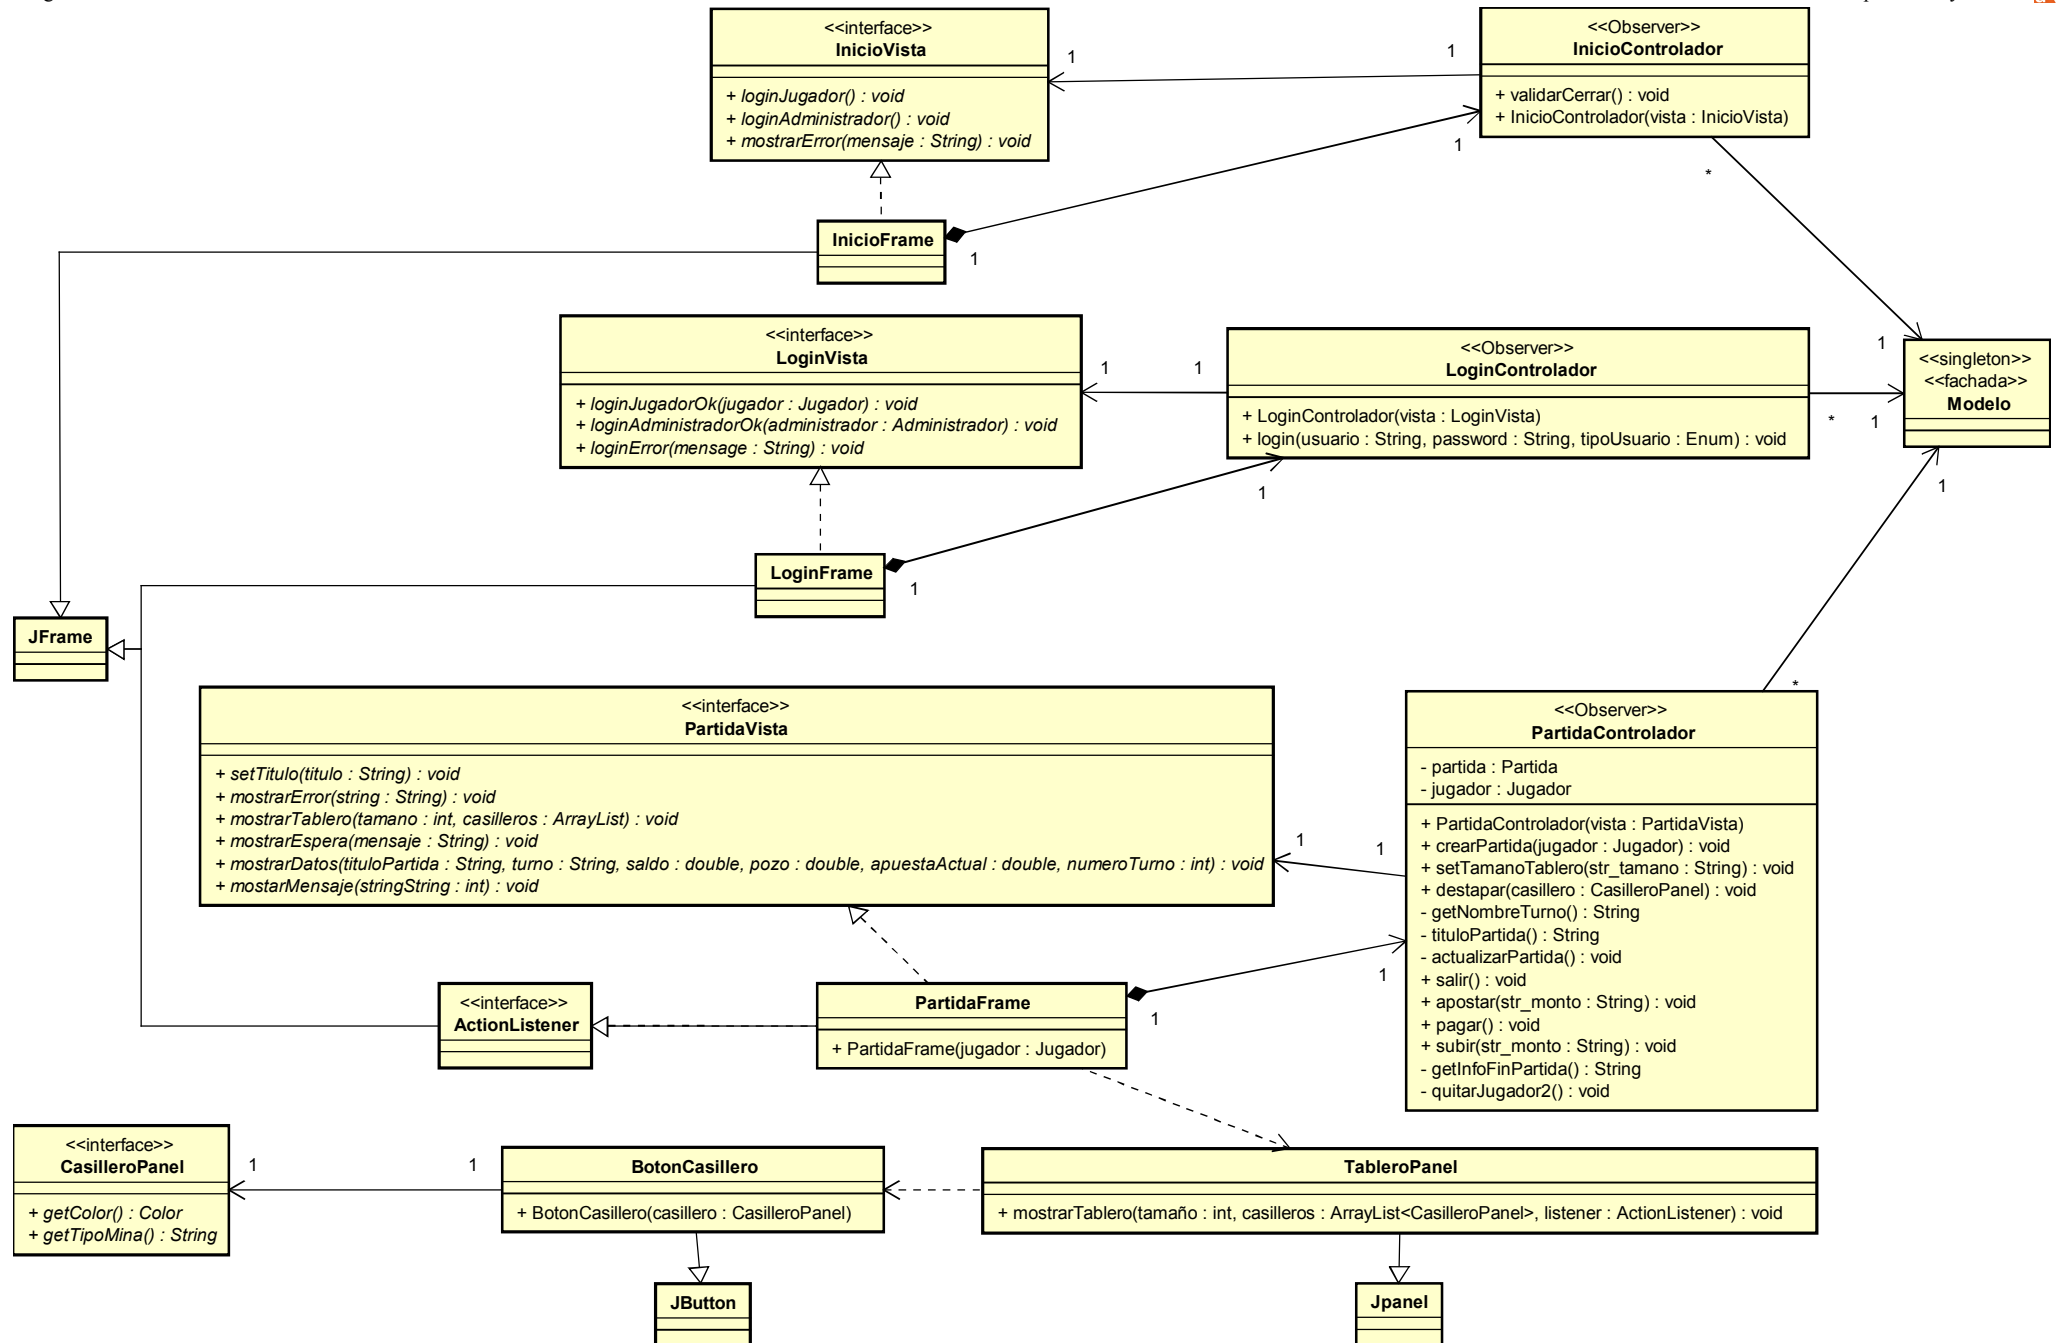 <<interface>>
InicioVista
+ loginJugador() : void
+ loginAdministrador() : void
+ mostrarError(mensaje : String) : void
1
1
<<Observer>>
InicioControlador
+ validarCerrar() : void
+ InicioControlador(vista : InicioVista)
1
*
InicioFrame
1
<<interface>>
LoginVista
+ loginJugadorOk(jugador : Jugador) : void
+ loginAdministradorOk(administrador : Administrador) : void
+ loginError(mensage : String) : void
1
1
<<Observer>>
LoginControlador
+ LoginControlador(vista : LoginVista)
+ login(usuario : String, password : String, tipoUsuario : Enum) : void
1
*
1
<<singleton>>
<<fachada>>
Modelo
1
1
LoginFrame
1
JFrame
<<interface>>
PartidaVista
+ setTitulo(titulo : String) : void
+ mostrarError(string : String) : void
+ mostrarTablero(tamano : int, casilleros : ArrayList) : void
+ mostrarEspera(mensaje : String) : void
+ mostrarDatos(tituloPartida : String, turno : String, saldo : double, pozo : double, apuestaActual : double, numeroTurno : int) : void
+ mostarMensaje(stringString : int) : void
1
1
*
<<Observer>>
PartidaControlador
- partida : Partida
- jugador : Jugador
+ PartidaControlador(vista : PartidaVista)
+ crearPartida(jugador : Jugador) : void
+ setTamanoTablero(str_tamano : String) : void
+ destapar(casillero : CasilleroPanel) : void
- getNombreTurno() : String
- tituloPartida() : String
- actualizarPartida() : void
+ salir() : void
+ apostar(str_monto : String) : void
+ pagar() : void
+ subir(str_monto : String) : void
- getInfoFinPartida() : String
- quitarJugador2() : void
1
<<interface>>
ActionListener
PartidaFrame
+ PartidaFrame(jugador : Jugador)
1
<<interface>>
CasilleroPanel
+ getColor() : Color
+ getTipoMina() : String
1
1
BotonCasillero
+ BotonCasillero(casillero : CasilleroPanel)
TableroPanel
+ mostrarTablero(tamaño : int, casilleros : ArrayList<CasilleroPanel>, listener : ActionListener) : void
JButton
Jpanel